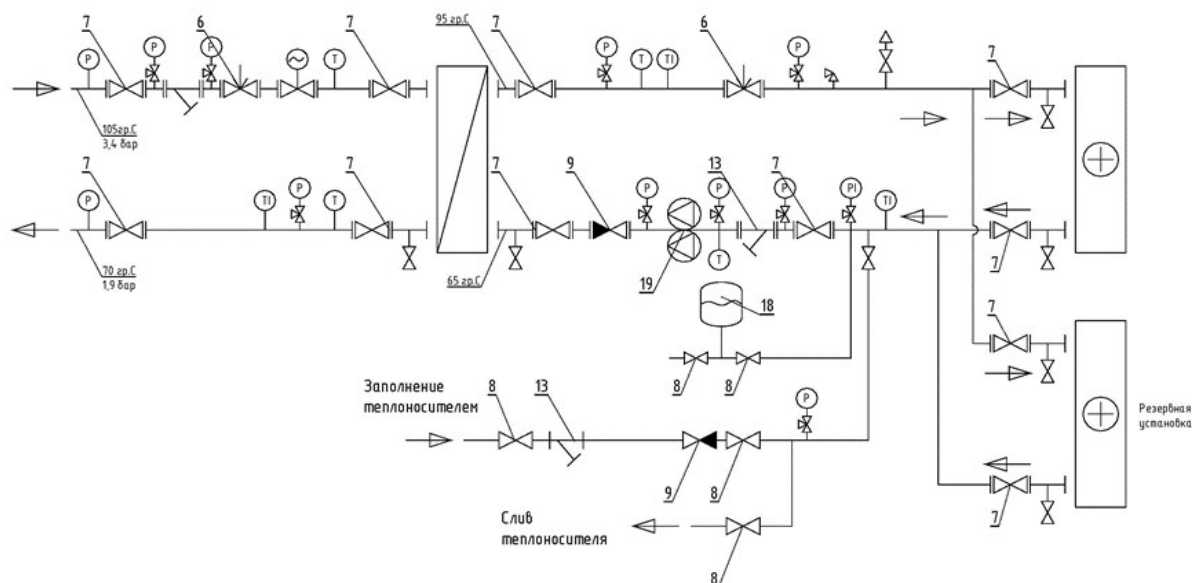 7
6
7
95 гр.С
7
6
7
P
P
P
T
P
T
TI
P
105гр.С
3,4 бар
7
7
7
9
13
7
P
TI
P
T
P
P
P
PI
TI
T
70 гр.С
1,9 бар
65 гр.С
19
7
18
7
8
8
Заполнение
теплоносителем
8
13
P
Резервная
установка
9
8
7
Слив
теплоносителя
8